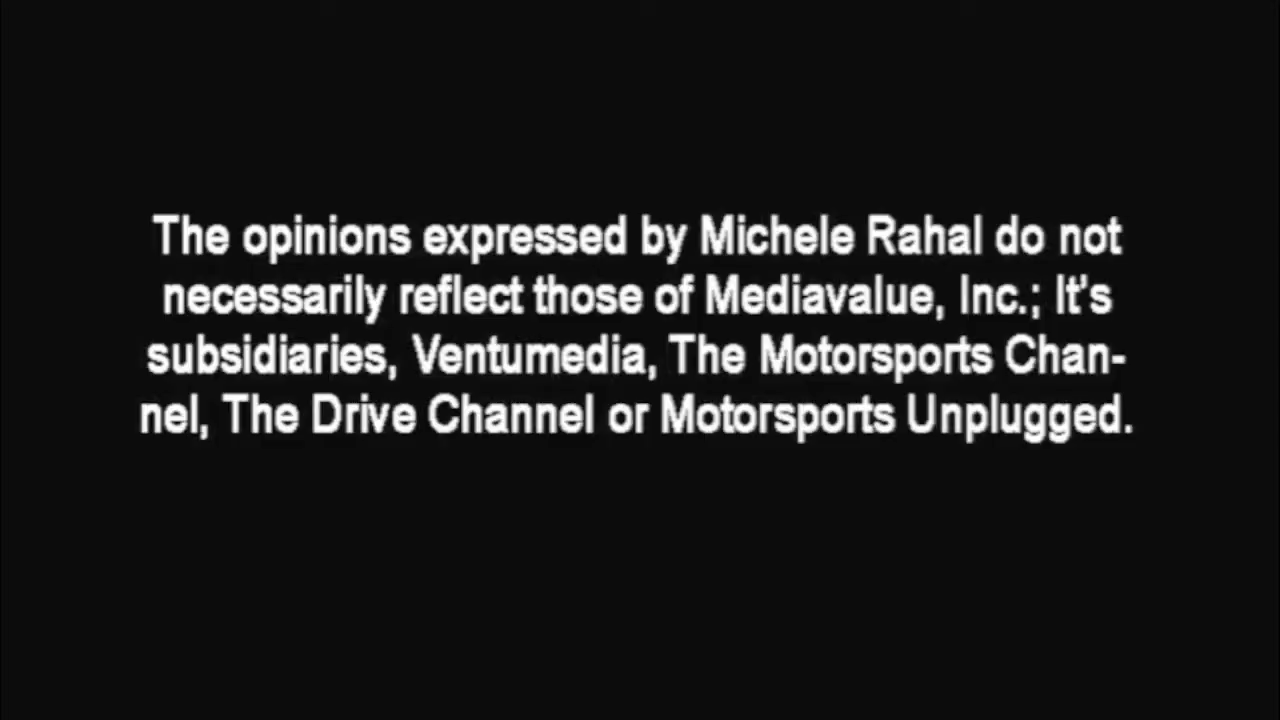 The opinions expressed by Michele Rahal do not
necessarily reflect those of Mediavalue, Inc.; It's
subsidiaries, Ventumedia, The Motorsports Chan-
nel, The Drive Channel or Motorsports Unplugged.